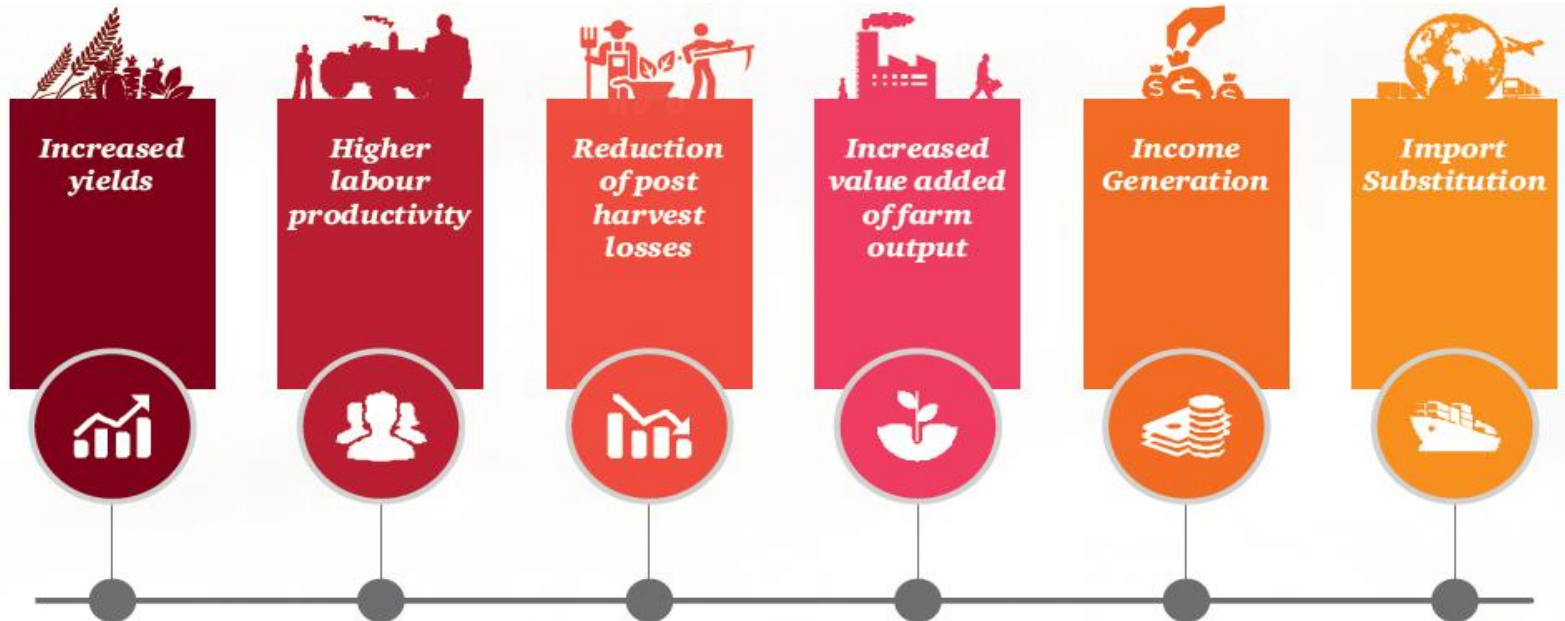 Increased
yields
Higher
labour
productivity
Reduction
of post
harvest
losses
Increased
value added
of farm
output
Income
Generation
Import
Substitution
$ $ $